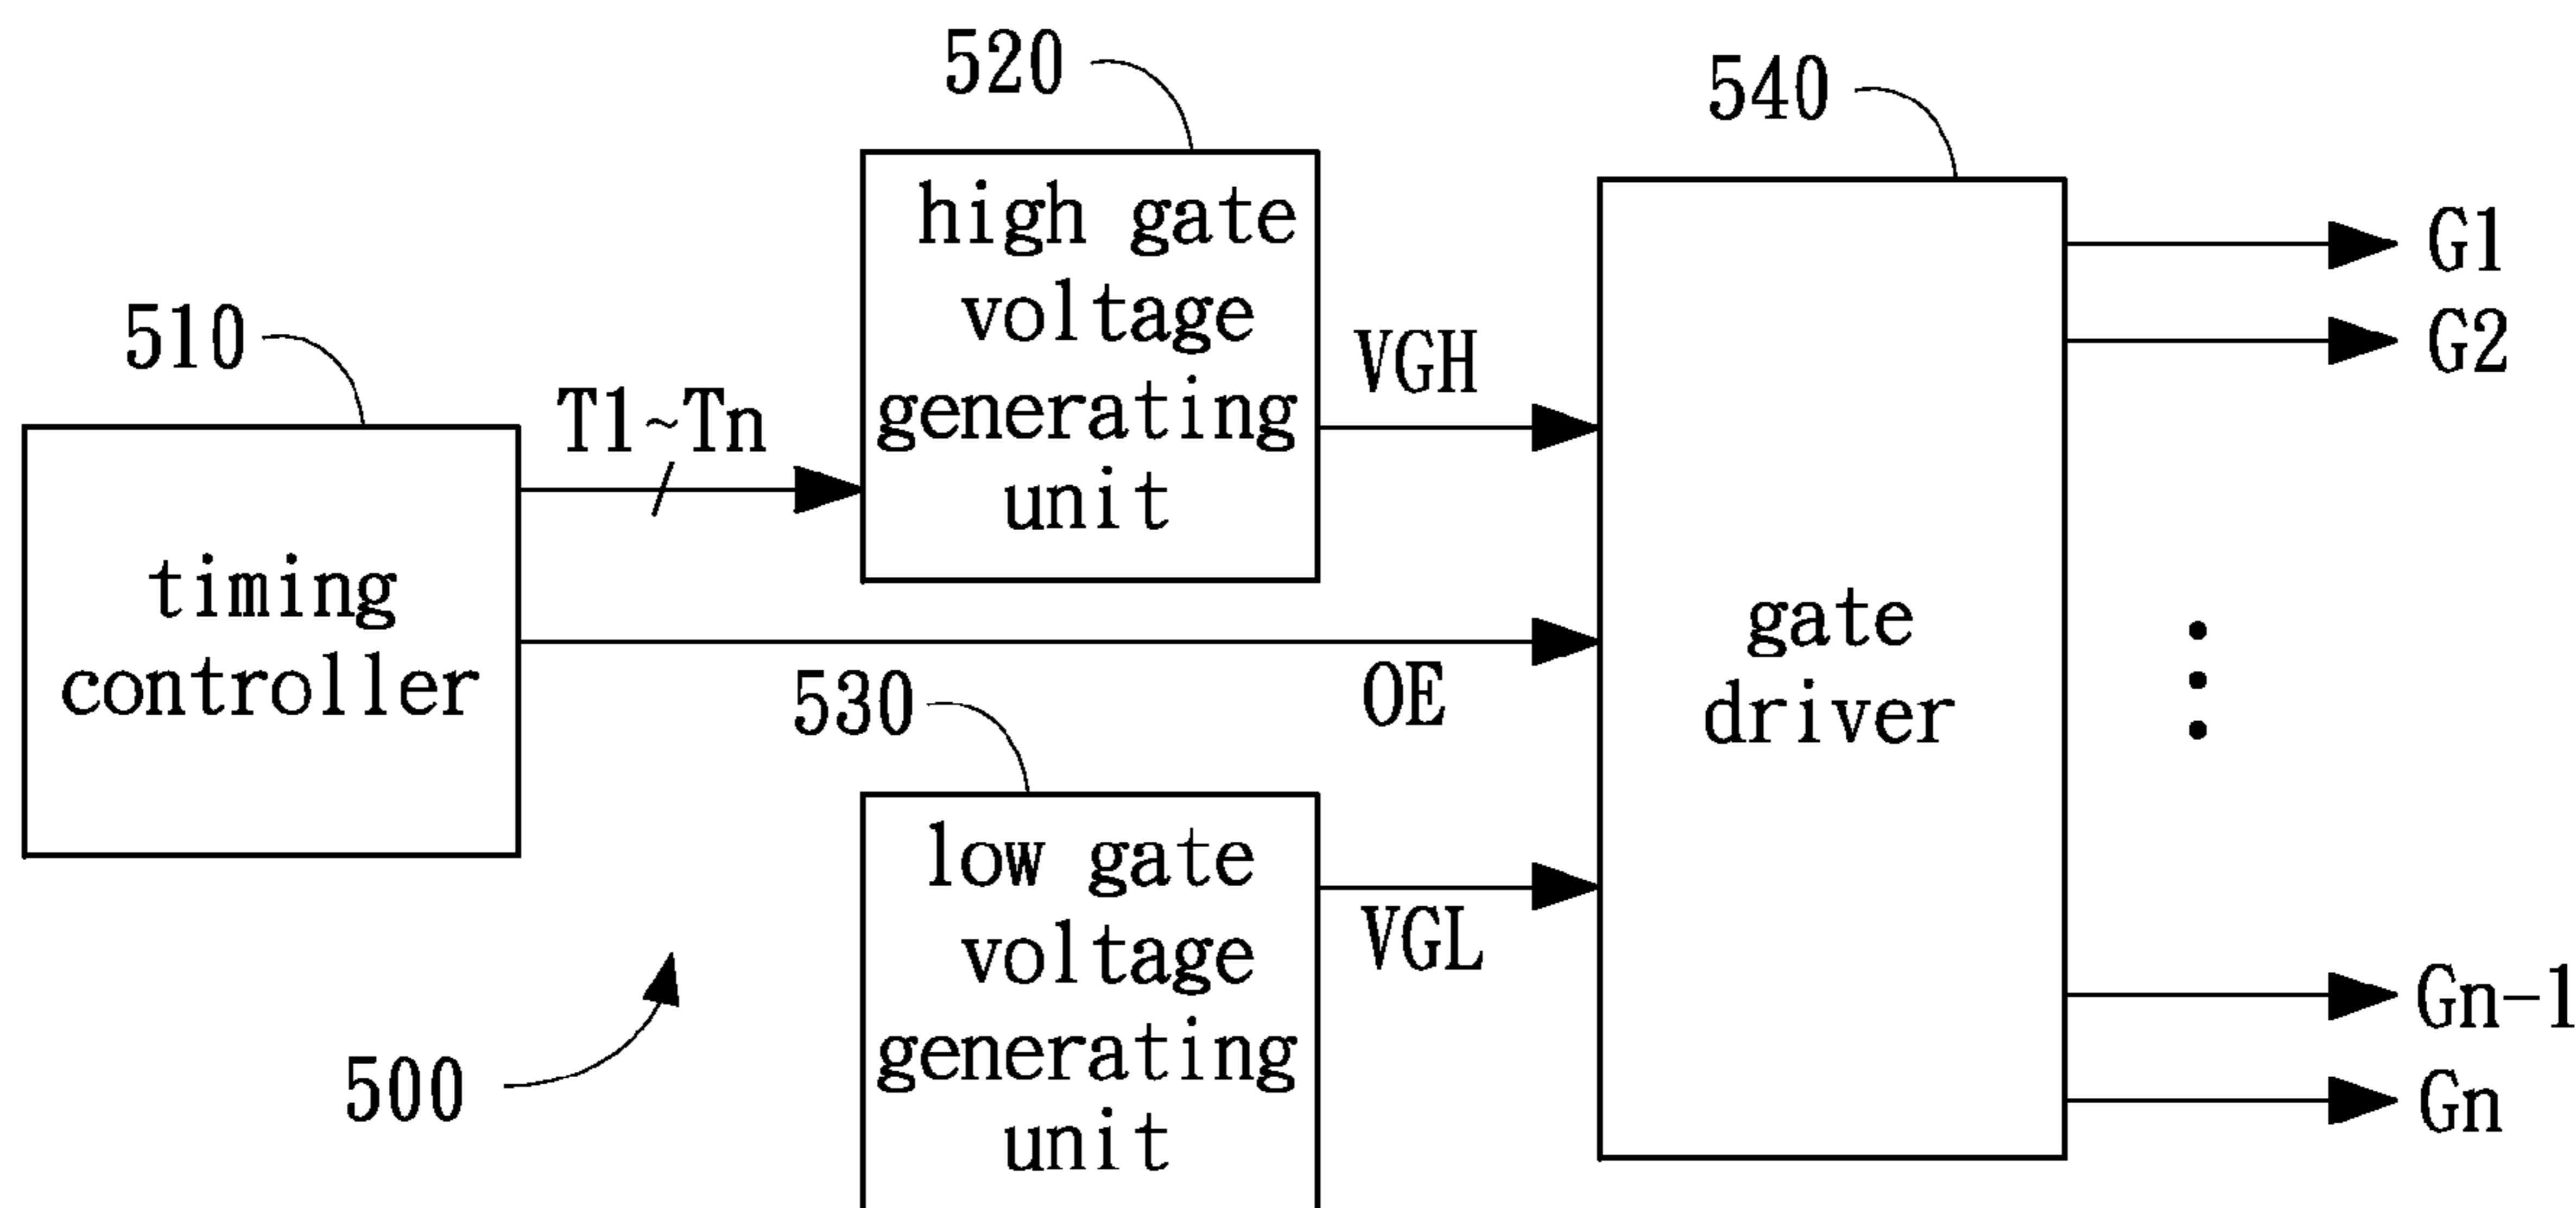 520
540
510
high gate
voltage
generating
unit
T1~Tn
VGH
G1
G2
timing
controller
OE
gate
driver
530
low gate
voltage
generating
unit
VGL
500
Gn-1
Gn